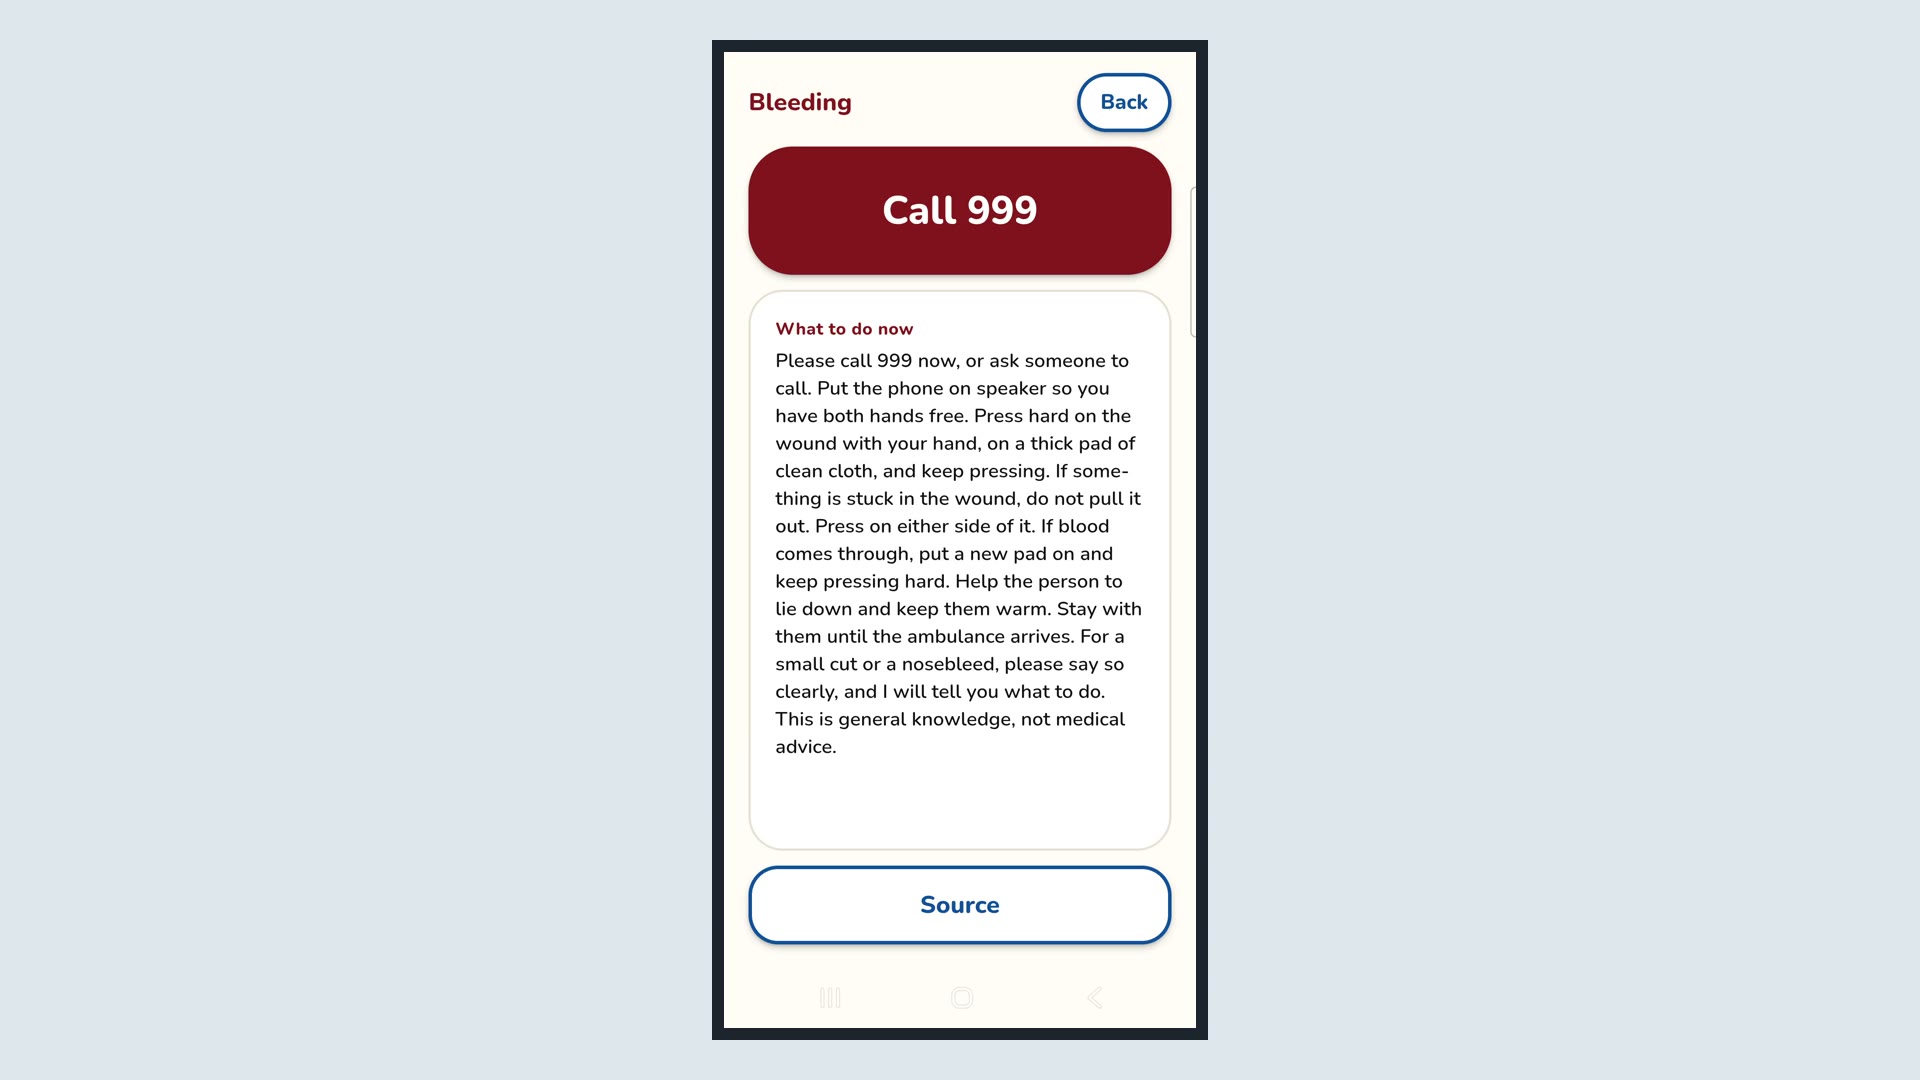 Bleeding
Back
Call 999
What to do now
Please call 999 now, or ask someone to
call. Put the phone on speaker so you
have both hands free. Press hard on the
wound with your hand, on a thick pad of
clean cloth, and keep pressing. If some-
thing is stuck in the wound, do not pull it
out. Press on either side of it. If blood
comes through, put a new pad on and
keep pressing hard. Help the person to
lie down and keep them warm. Stay with
them until the ambulance arrives. For a
small cut or a nosebleed, please say so
clearly, and I will tell you what to do.
This is general knowledge, not medical
advice.
Source